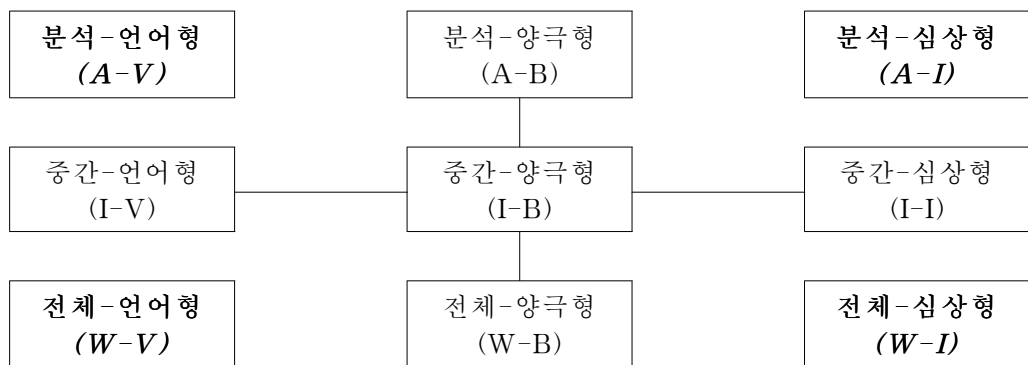 분석-언어형
(A-V)
분석-양극형
(A-B)
분석-심상형
(A-I)
중간-언어형
(I-V)
중간-양극형
(I-B)
중간-심상형
(I-I)
전체-언어형
(W-V)
전체-양극형
(W-B)
전체-심상형
(W-I)